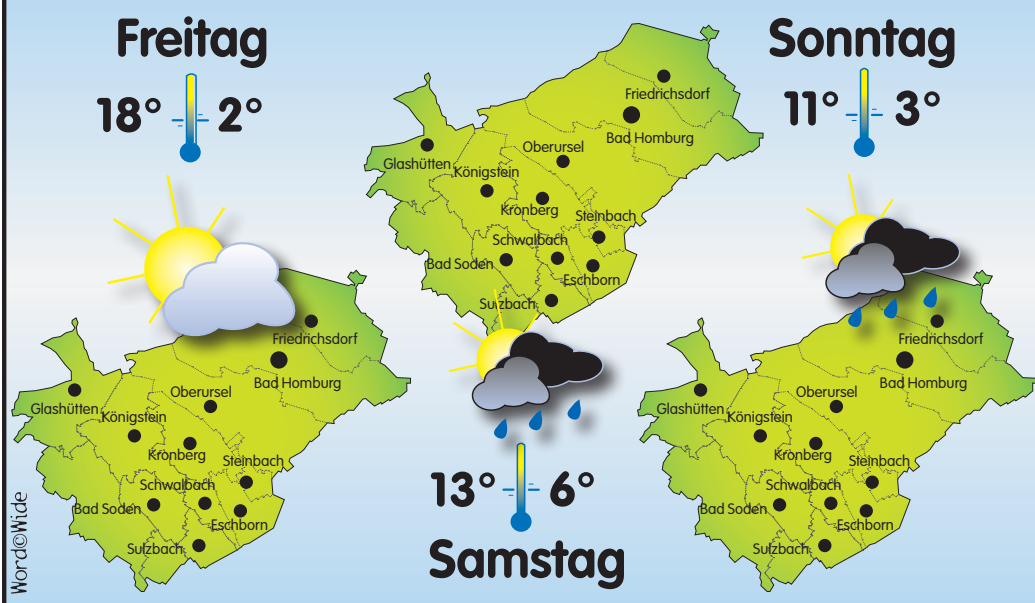 Freitag
18° 2°
Friedrichsdorf
Bad Homburg
Oberursel
Glashütten
Königstein
Kronberg
Steinbach
Schwalbach
Bad Soden
Eschborn
Sulzbach
Friedrichsdorf
Bad Homburg
Oberursel
Glashütten
Königstein
Kronberg
Steinbach
Schwalbach
Bad Soden
Eschborn
Sulzbach
13° 6°
Samstag
Sonntag
11° 3°
Friedrichsdorf
Bad Homburg
Oberursel
Glashütten
Königstein
Kronberg
Steinbach
Schwalbach
Bad Soden
Eschborn
Sulzbach
Word©Wide